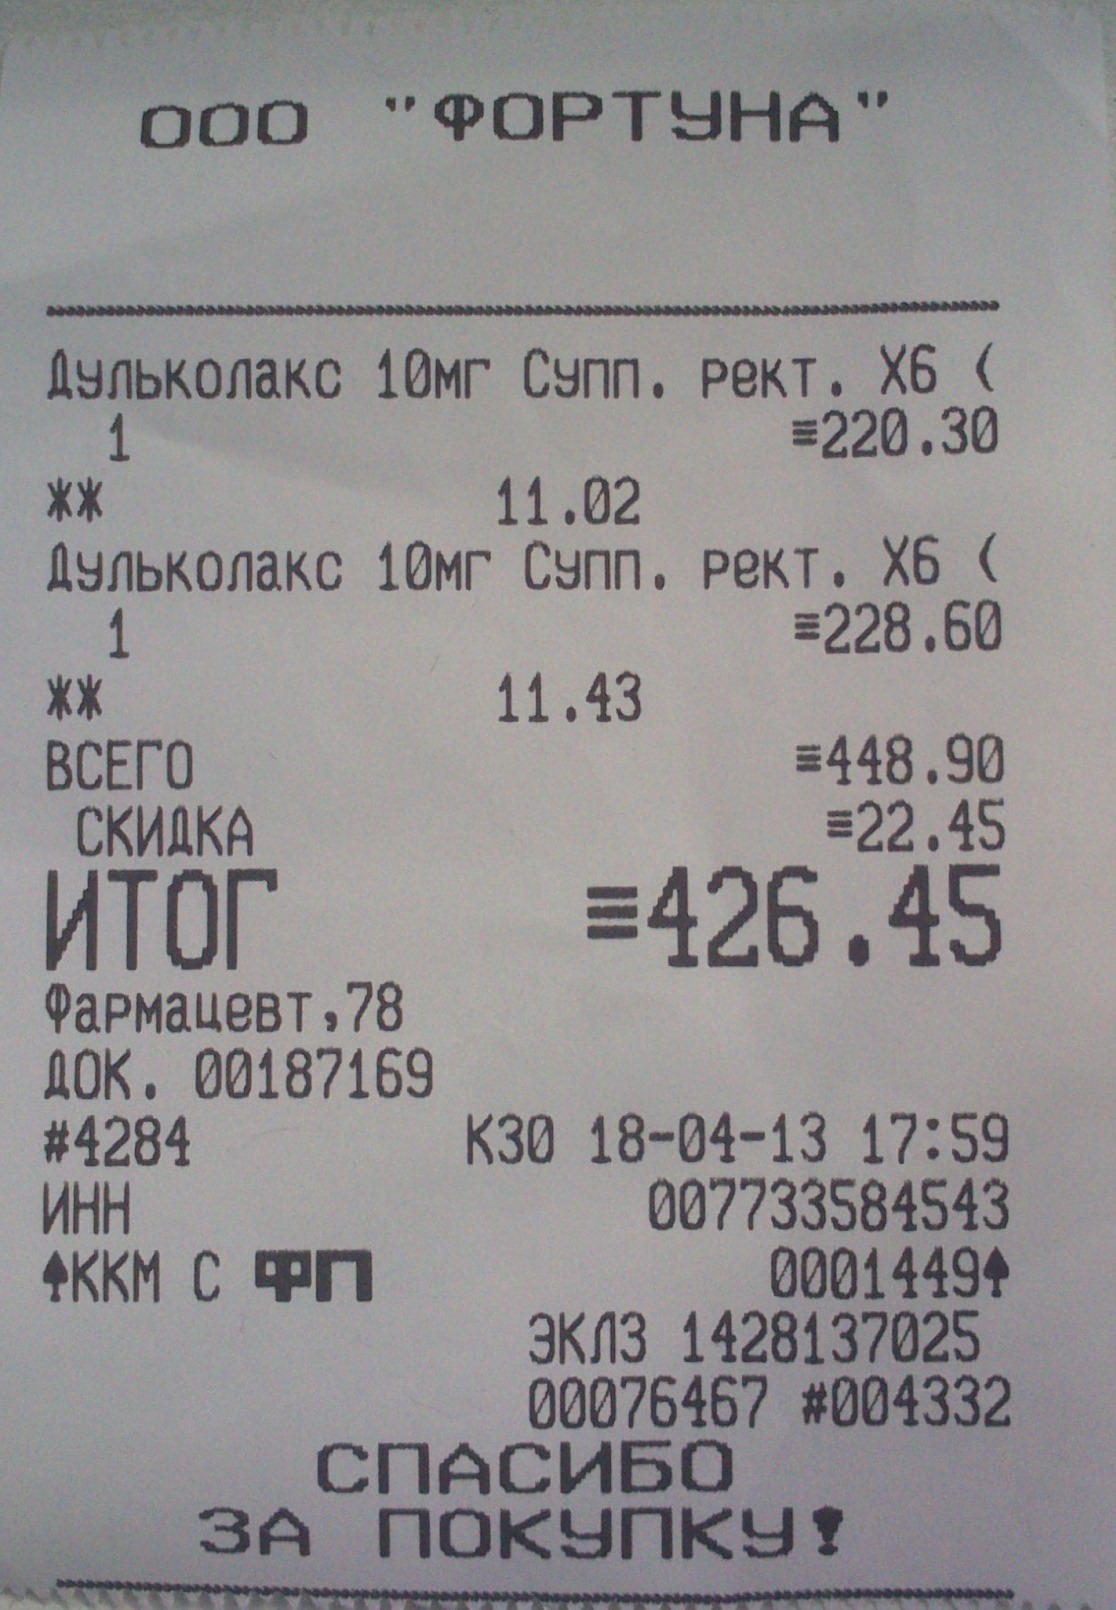 ООО "ФОРТУНА"
Дульколакс 10мг Супп. рект. X6 (
1 ≡220.30
ЖЖ 11.02
Дульколакс 10мг Супп. рект. X6 (
1 ≡228.60
ЖЖ 11.43
ВСЕГО ≡448.90
СКИДКА ≡22.45
ИТОГ ≡426.45
Фармацевт,78
ДОК. 00187169
#4284 К30 18-04-13 17:59
ИНН 007733584543
♠ККМ С ФП 0001449♠
ЭКЛЗ 1428137025
00076467 #004332
СПАСИБО
ЗА ПОКУПКУ!